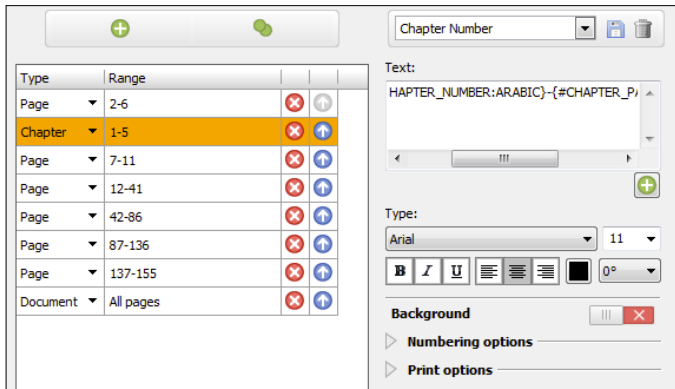 Chapter Number
Text:
HAPTER_NUMBER:ARABIC}-{#CHAPTER_P
Type Range
Page 2-6
Chapter 1-5
Page 7-11
Page 12-41
Page 42-86
Page 87-136
Page 137-155
Document All pages
Type:
Arial 11
B I U 0°
Background
Numbering options
Print options